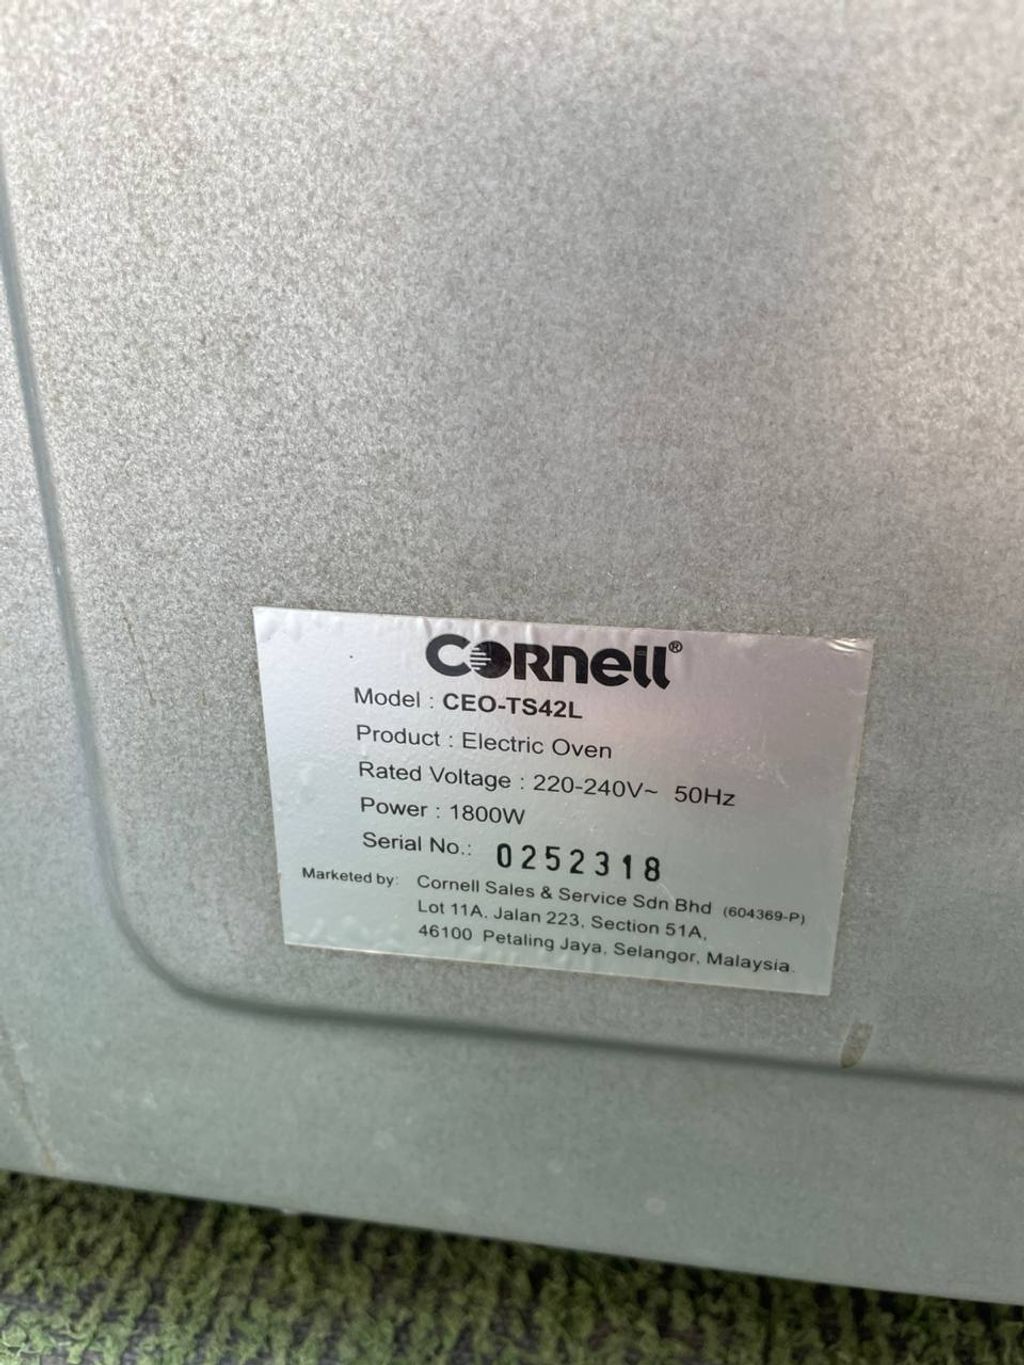 CORNELL®
Model : CEO-TS42L
Product : Electric Oven
Rated Voltage : 220-240V~ 50Hz
Power : 1800W
Serial No.: 0252318
Marketed by: Cornell Sales & Service Sdn Bhd (604369-P)
Lot 11A, Jalan 223, Section 51A,
46100 Petaling Jaya, Selangor, Malaysia.